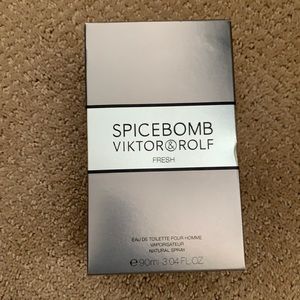 SPICEBOMB
VIKTOR&ROLF
FRESH
EAU DE TOILETTE POUR HOMME
VAPORISATEUR
NATURAL SPRAY
℮ 90ml 3.04 FL.OZ